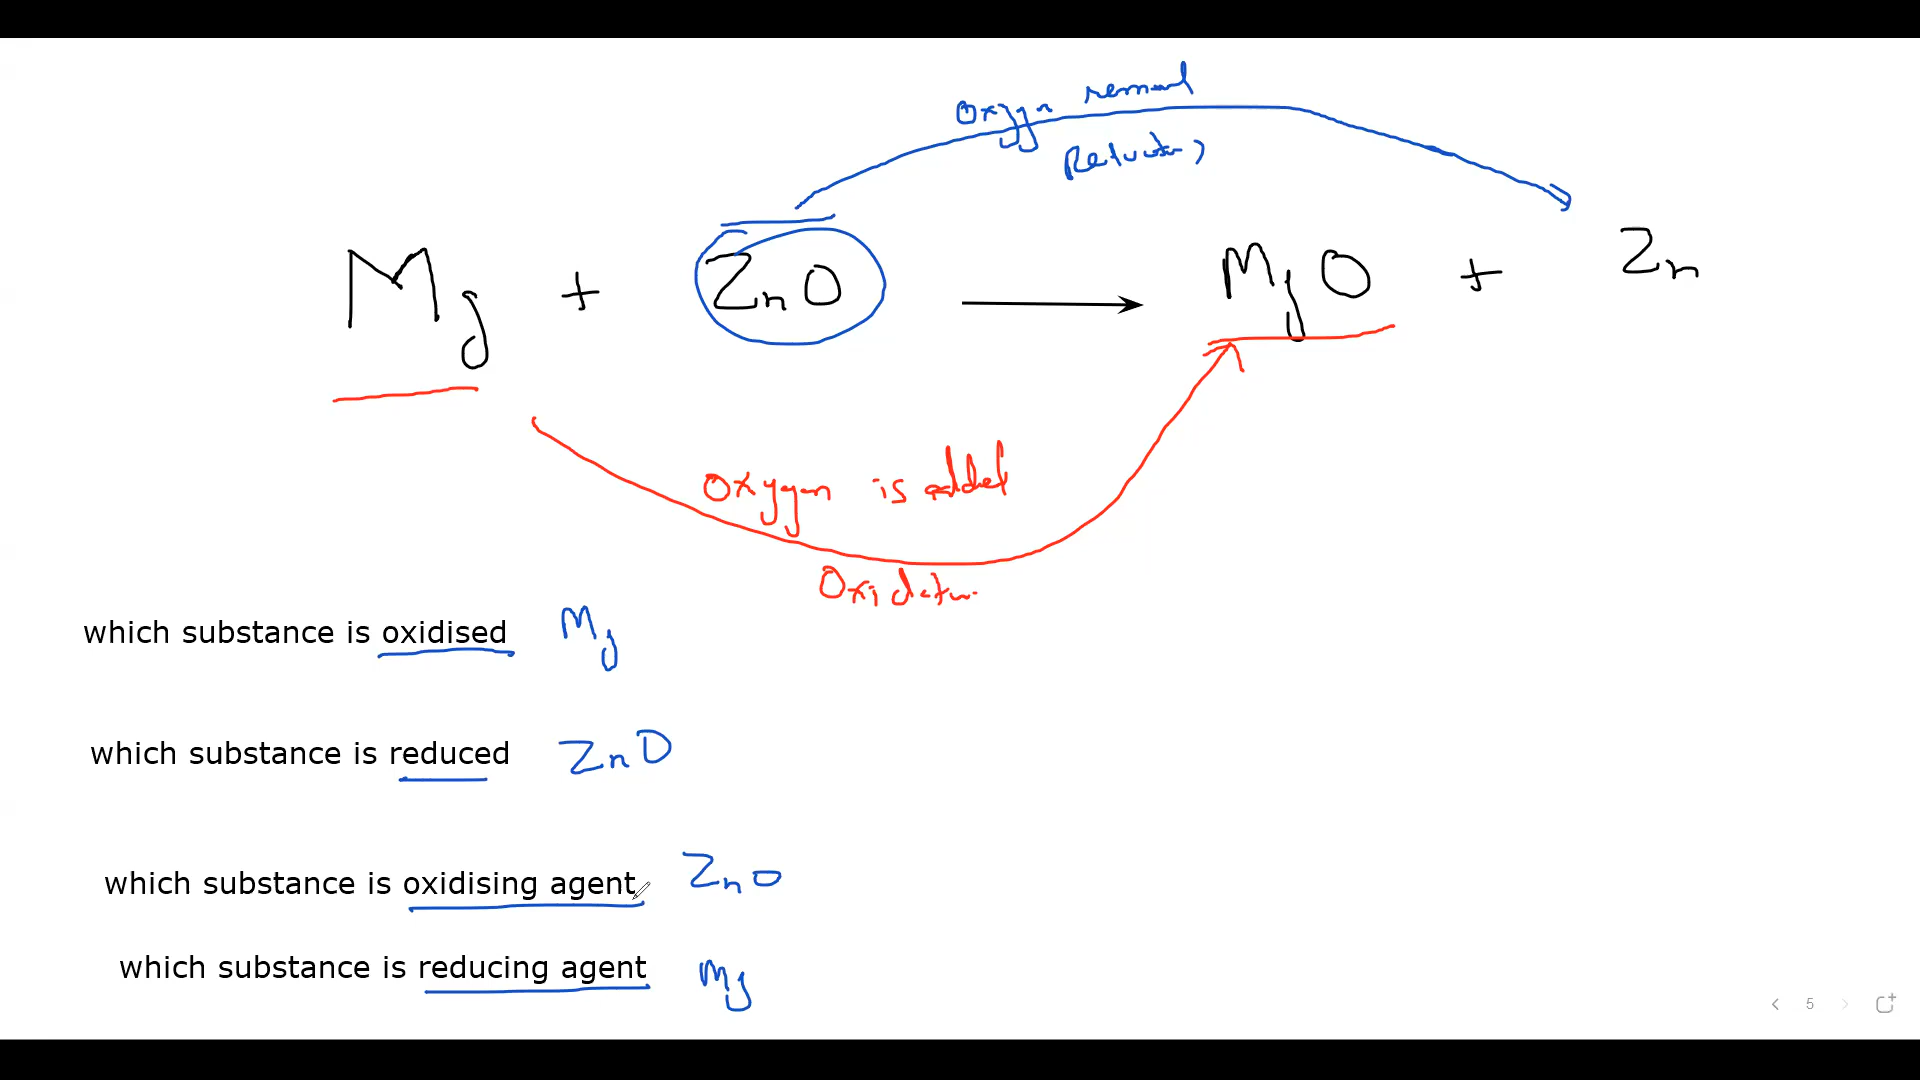 Oxygen removed
Reduction
Mg + ZnO → MgO + Zn
Oxygen is added
Oxidation
which substance is oxidised Mg
which substance is reduced ZnO
which substance is oxidising agent ZnO
which substance is reducing agent Mg
5